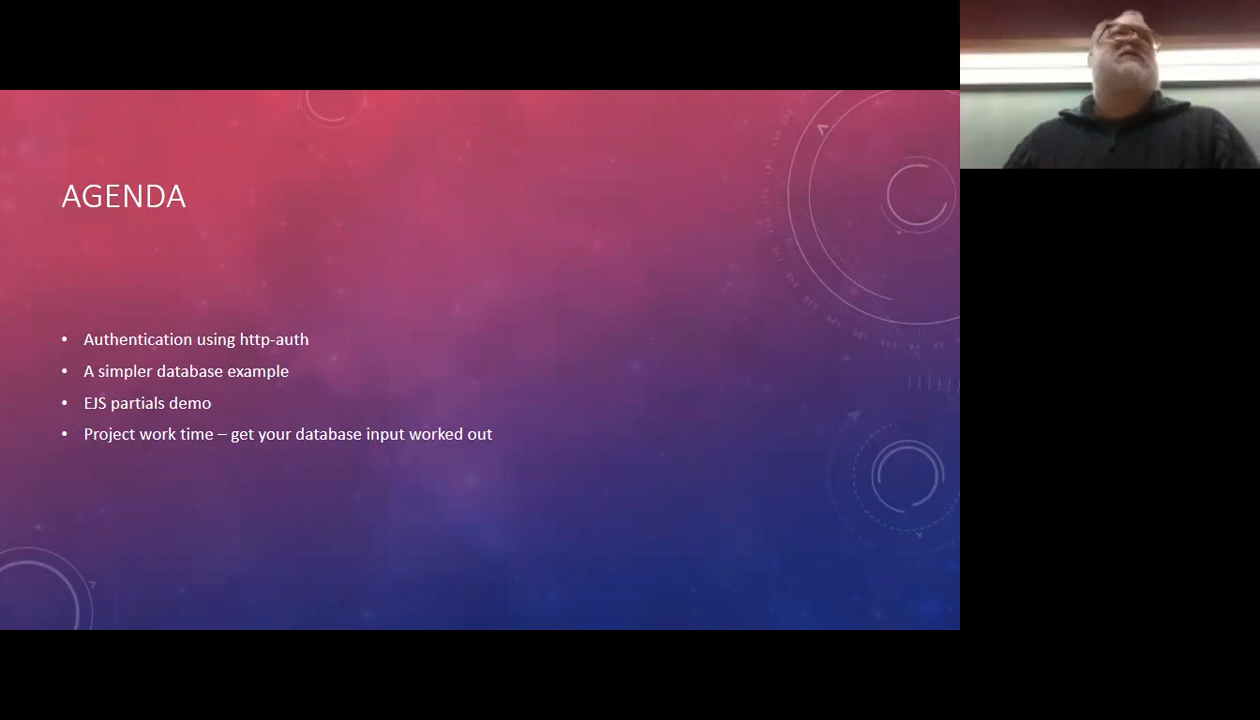 AGENDA
• Authentication using http-auth
• A simpler database example
• EJS partials demo
• Project work time – get your database input worked out